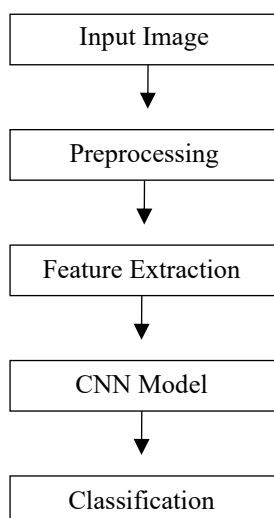 Input Image
Preprocessing
Feature Extraction
CNN Model
Classification